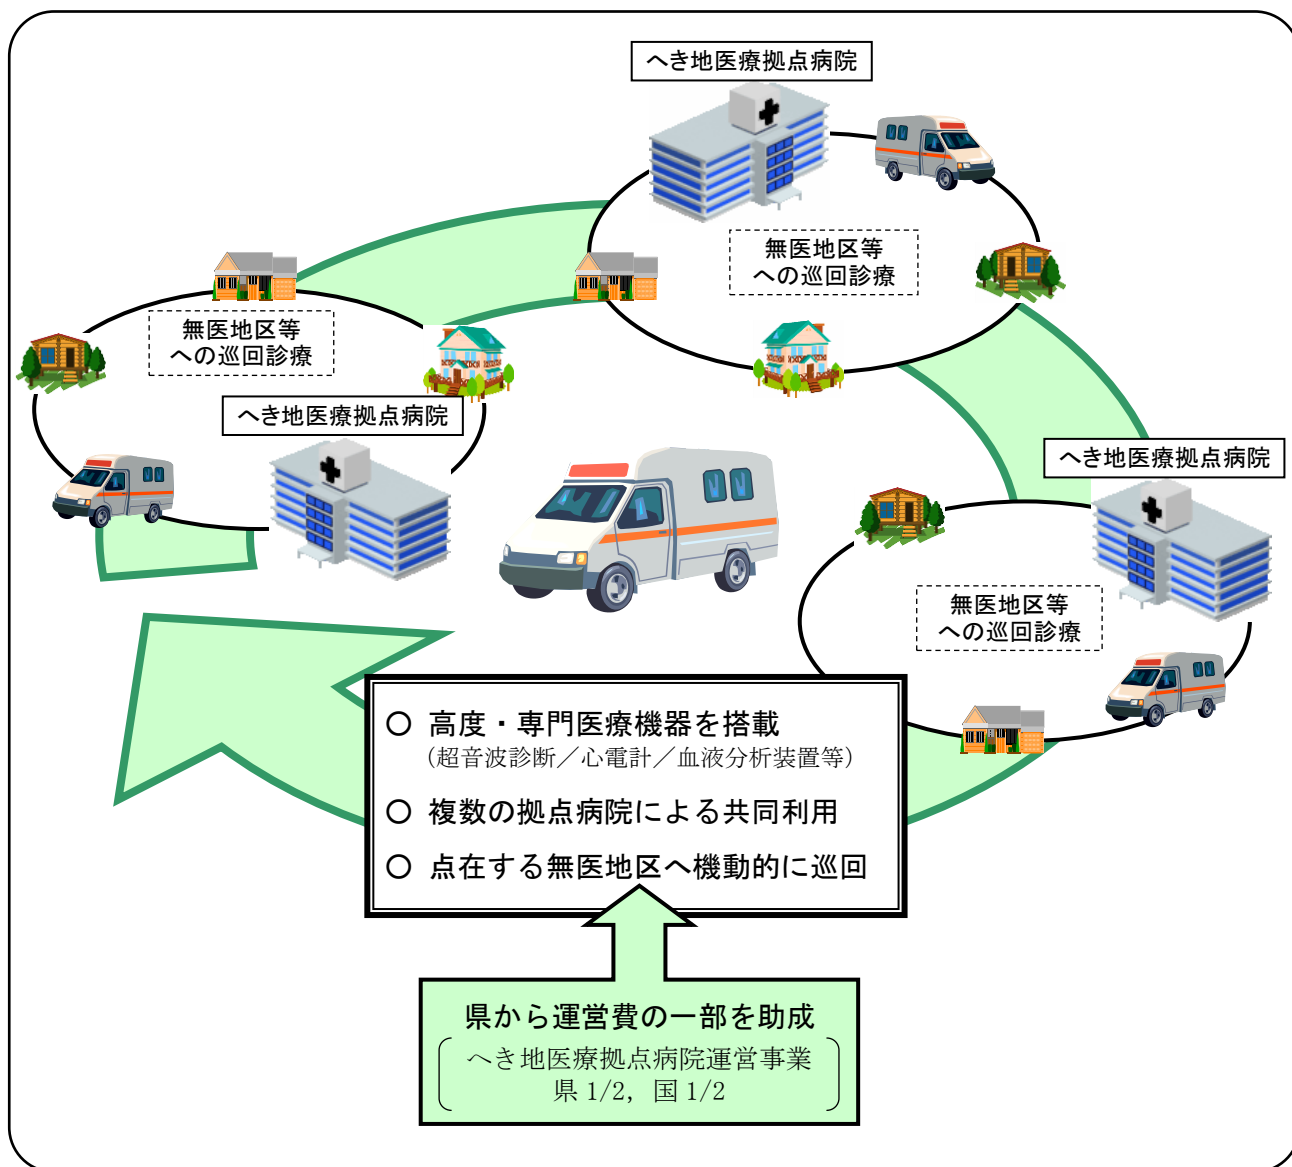 へき地医療拠点病院
無医地区等
への巡回診療
無医地区等
への巡回診療
へき地医療拠点病院
へき地医療拠点病院
無医地区等
への巡回診療
○ 高度・専門医療機器を搭載
（超音波診断／心電計／血液分析装置等）
○ 複数の拠点病院による共同利用
○ 点在する無医地区へ機動的に巡回
県から運営費の一部を助成
へき地医療拠点病院運営事業
県 1/2，国 1/2